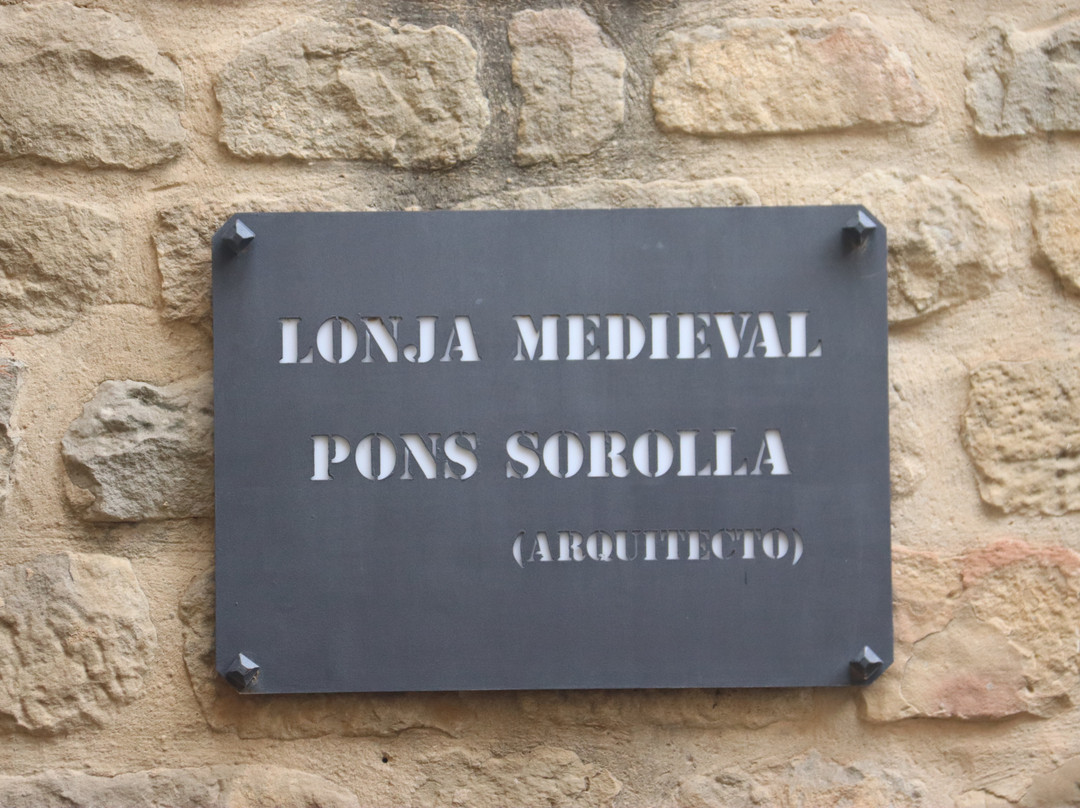 LONJA MEDIEVAL
PONS SOROLLA
(ARQUITECTO)